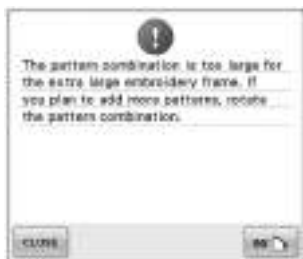 The pattern combination is too large for
the extra large embroidery frame. If
you plan to add more patterns, rotate
the pattern combination.
CLOSE